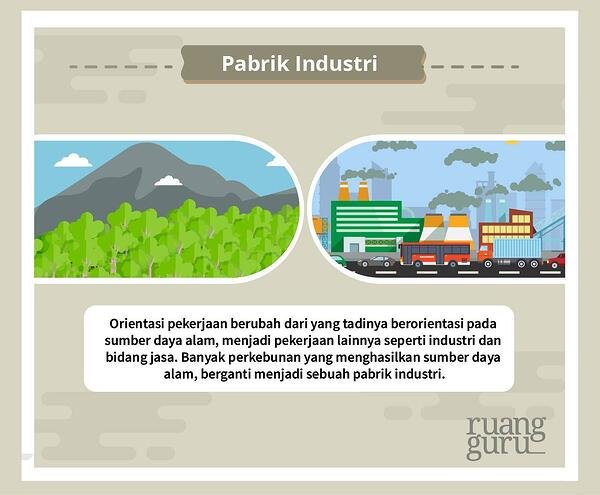 Pabrik Industri
Orientasi pekerjaan berubah dari yang tadinya berorientasi pada
sumber daya alam, menjadi pekerjaan lainnya seperti industri dan
bidang jasa. Banyak perkebunan yang menghasilkan sumber daya
alam, berganti menjadi sebuah pabrik industri.
ruang
guru